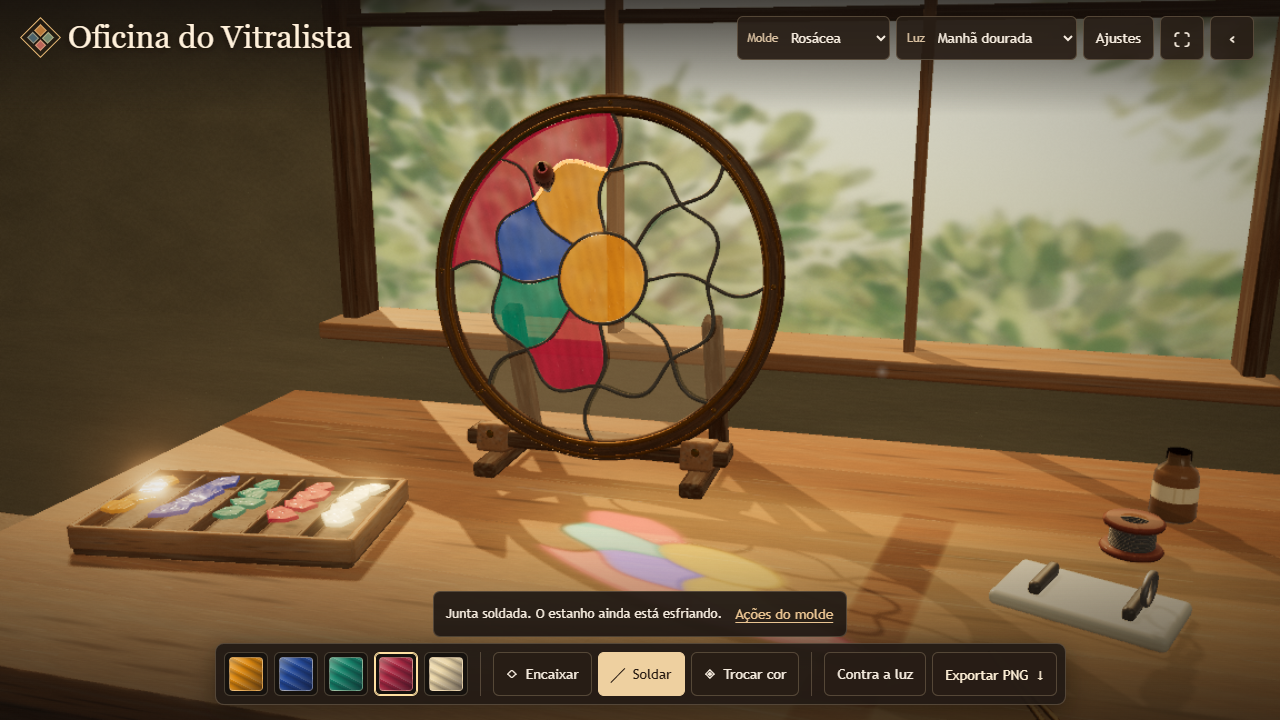 Oficina do Vitralista
Molde Rosácea
Luz Manhã dourada
Ajustes
Junta soldada. O estanho ainda está esfriando. Ações do molde
Encaixar
Soldar
Trocar cor
Contra a luz
Exportar PNG ↓